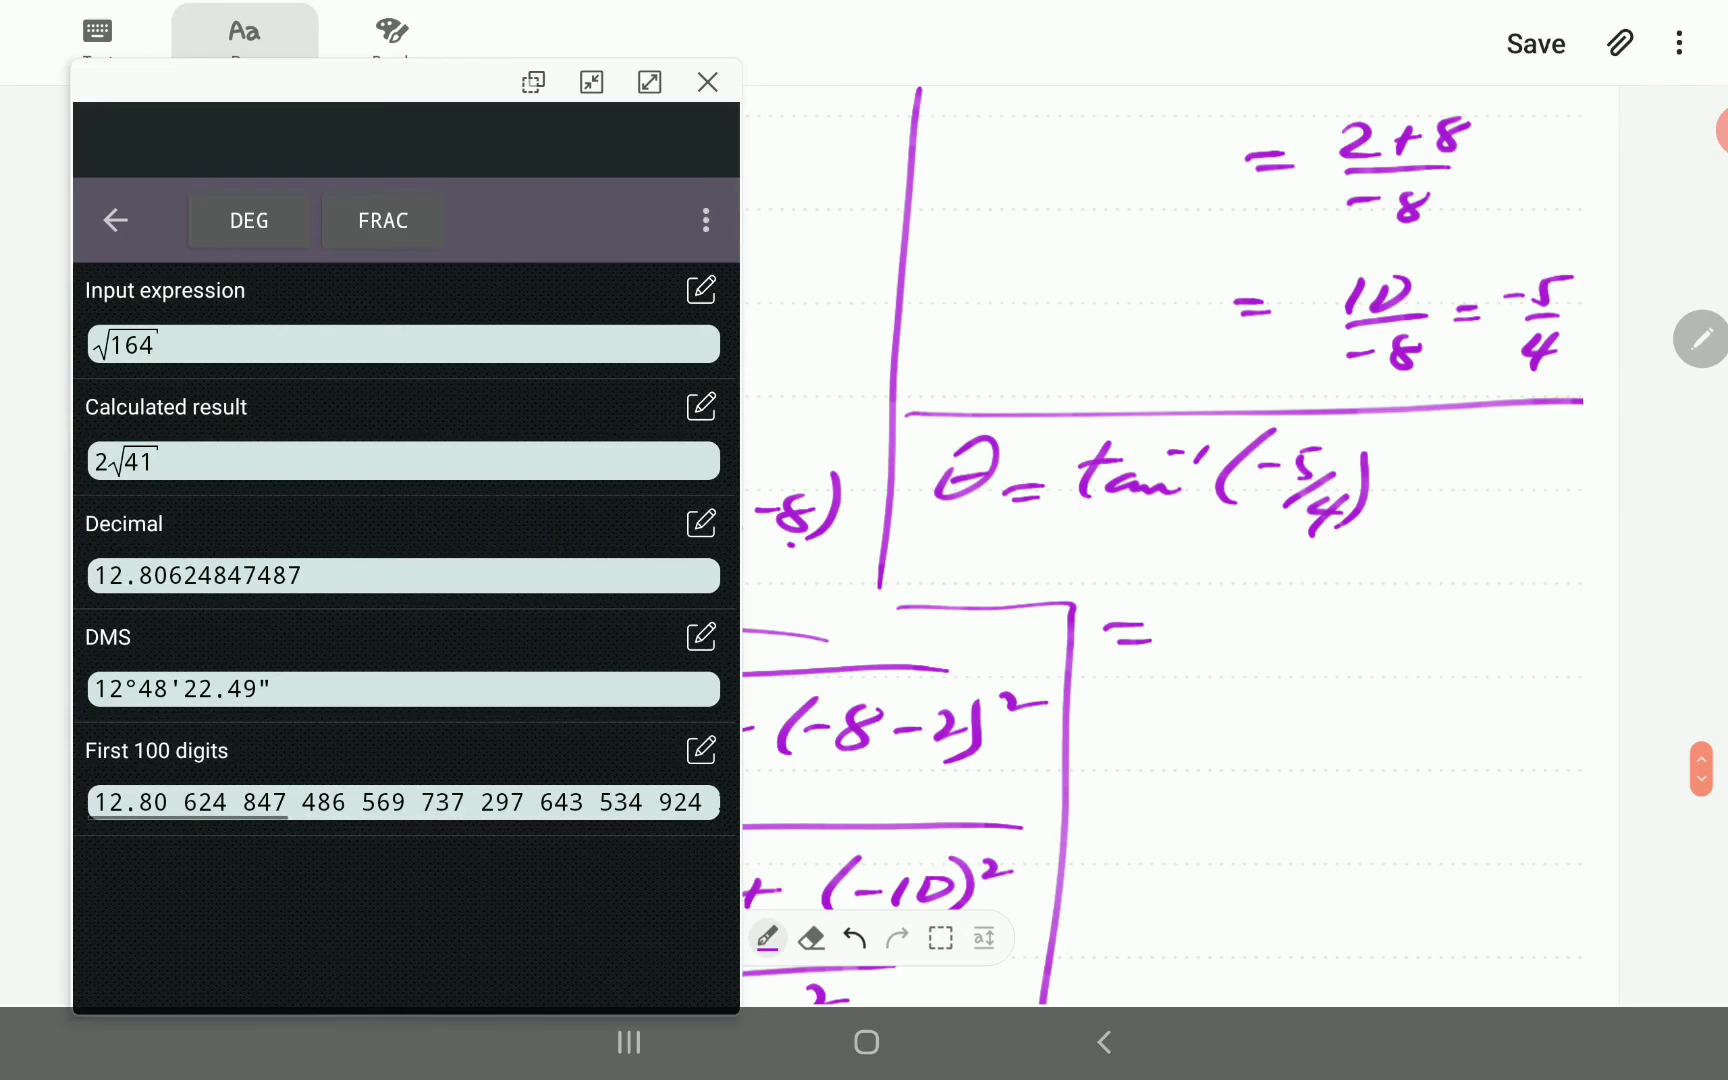 Aa
Save
DEG
FRAC
Input expression
√164
Calculated result
2√41
Decimal
12.80624847487
DMS
12°48'22.49"
First 100 digits
12.80 624 847 486 569 737 297 643 534 924
= 2+8
-8
= 10 = -5
-8 4
-8)
θ = tan⁻¹(-5/4)
=
(-8-2)²
+ (-10)²
2
a